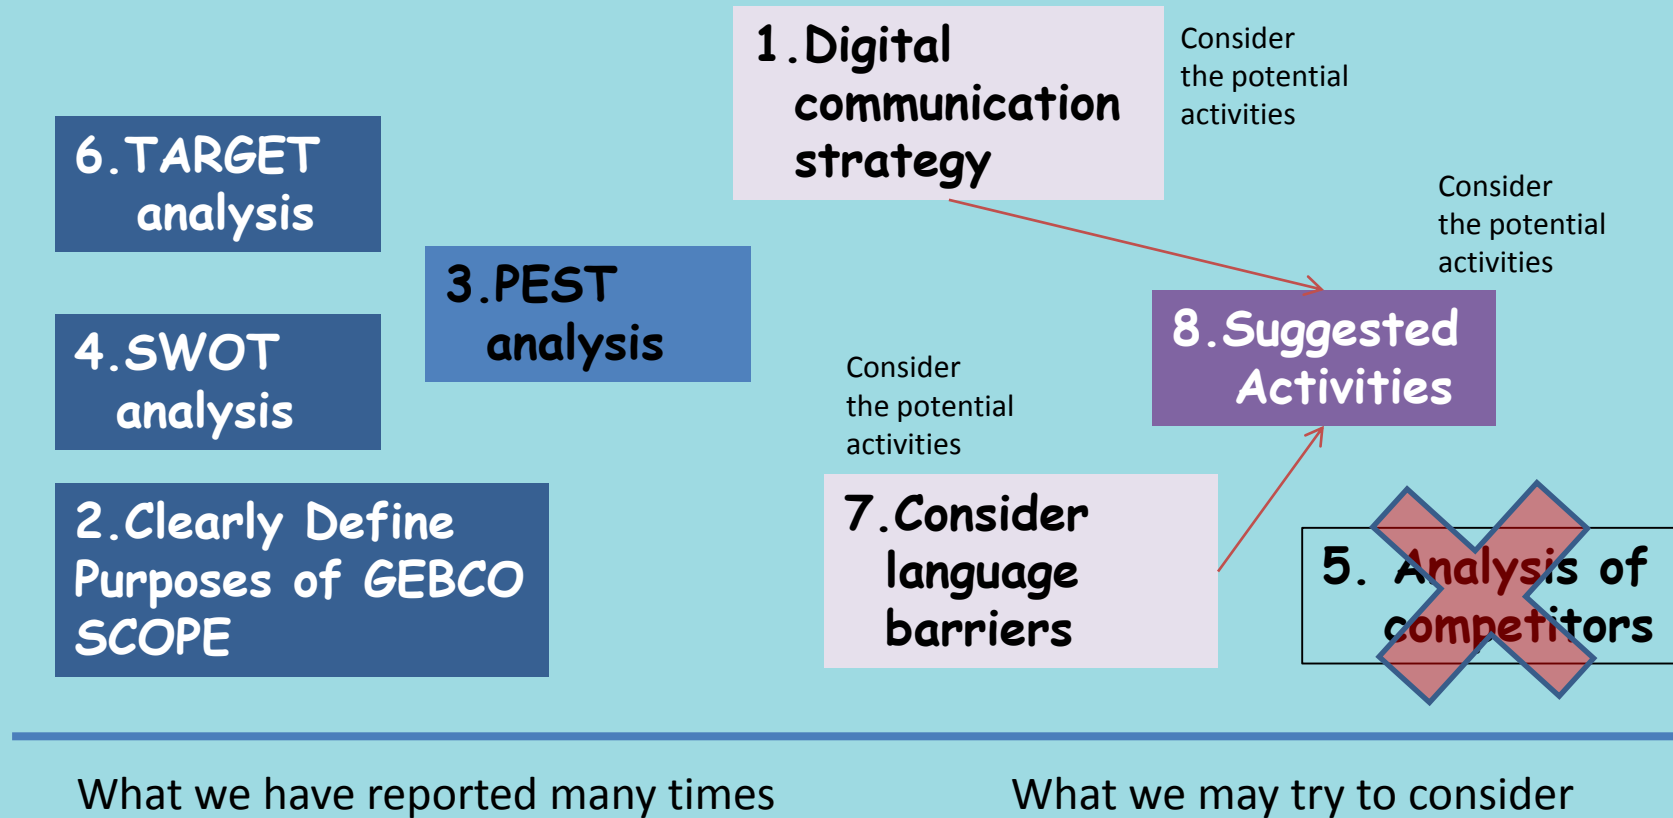 1.Digital
communication
strategy
Consider
the potential
activities
6.TARGET
analysis
Consider
the potential
activities
3.PEST
analysis
8.Suggested
Activities
4.SWOT
analysis
Consider
the potential
activities
2.Clearly Define
Purposes of GEBCO
SCOPE
7.Consider
language
barriers
5. Analysis of
competitors
What we have reported many times
What we may try to consider